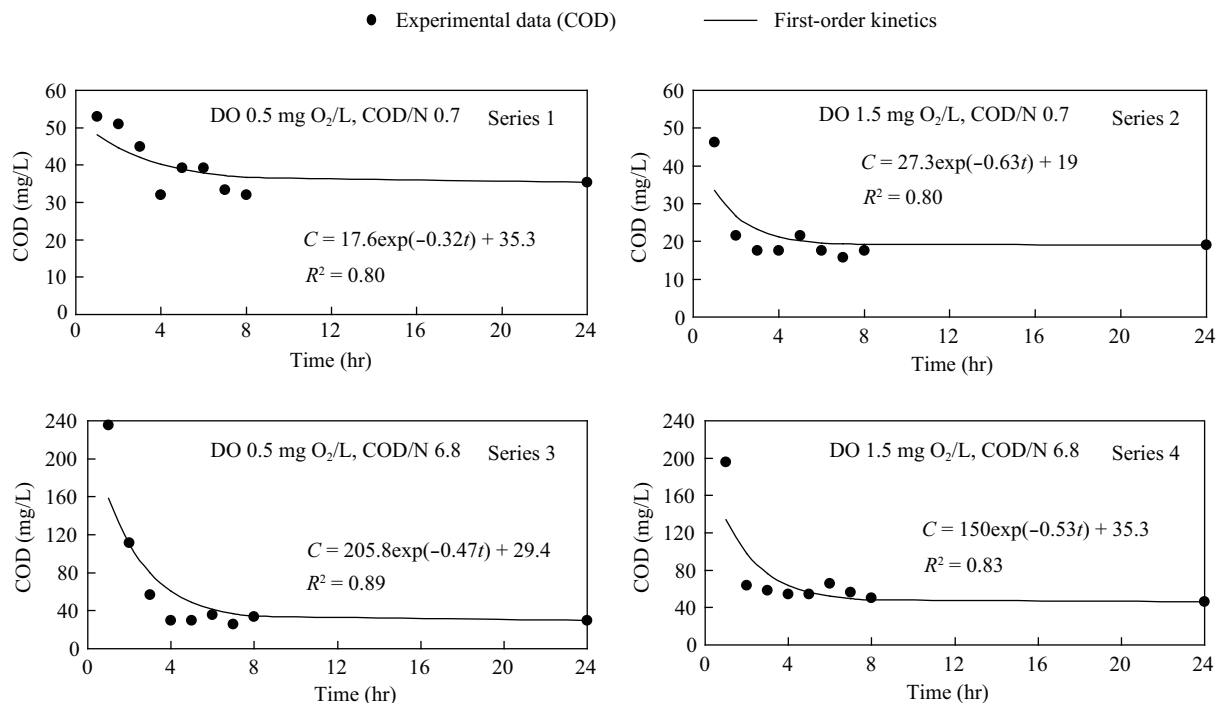 Experimental data (COD) First-order kinetics
DO 0.5 mg O₂/L, COD/N 0.7 Series 1
C = 17.6exp(−0.32t) + 35.3
R² = 0.80
COD (mg/L)
60
50
40
30
20
10
0
0 4 8 12 16 20 24
Time (hr)
DO 1.5 mg O₂/L, COD/N 0.7 Series 2
C = 27.3exp(−0.63t) + 19
R² = 0.80
COD (mg/L)
60
50
40
30
20
10
0
0 4 8 12 16 20 24
Time (hr)
DO 0.5 mg O₂/L, COD/N 6.8 Series 3
C = 205.8exp(−0.47t) + 29.4
R² = 0.89
COD (mg/L)
240
200
160
120
80
40
0
0 4 8 12 16 20 24
Time (hr)
DO 1.5 mg O₂/L, COD/N 6.8 Series 4
C = 150exp(−0.53t) + 35.3
R² = 0.83
COD (mg/L)
240
200
160
120
80
40
0
0 4 8 12 16 20 24
Time (hr)